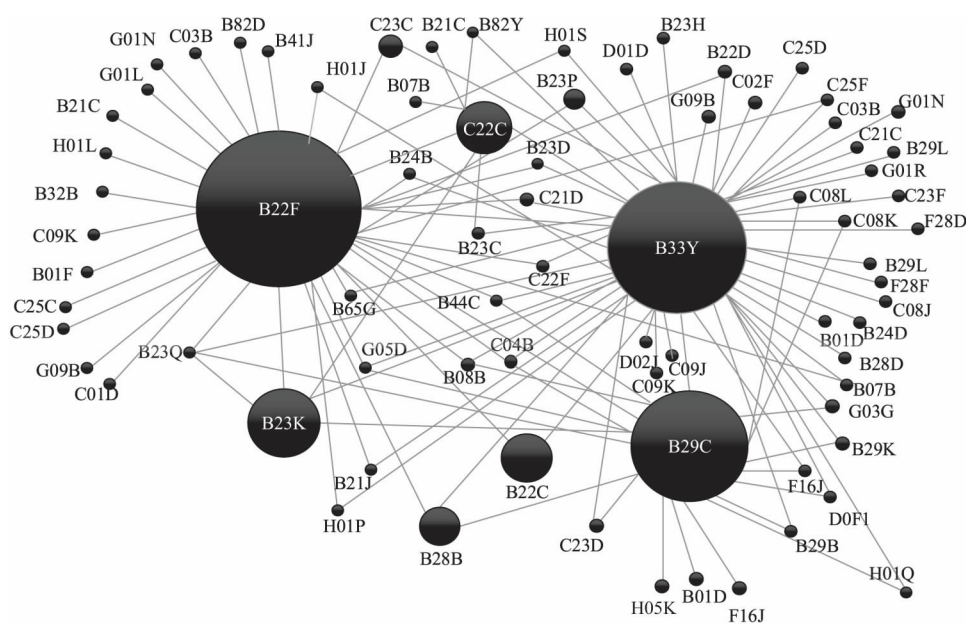 C23C
B21C
B82Y
B82D
C03B
G01N
B41J
H01S
B23H
D01D
B22D
C25D
H01J
G01L
B07B
B23P
C02F
C25F
B21C
C22C
G09B
C03B
G01N
H01L
B24B
B23D
C21C
B29L
G01R
B32B
B22F
C21D
C08L
C23F
C09K
B23C
B33Y
C08K
F28D
B01F
C22F
B29L
F28F
C25C
B65G
B44C
C08J
C25D
B23Q
G05D
C04B
B01D
B24D
G09B
C01D
B08B
D02J
C09J
C09K
B28D
B07B
G03G
B23K
B29C
B29K
B21J
B22C
F16J
H01P
D0F1
B28B
C23D
B29B
H01Q
H05K
B01D
F16J